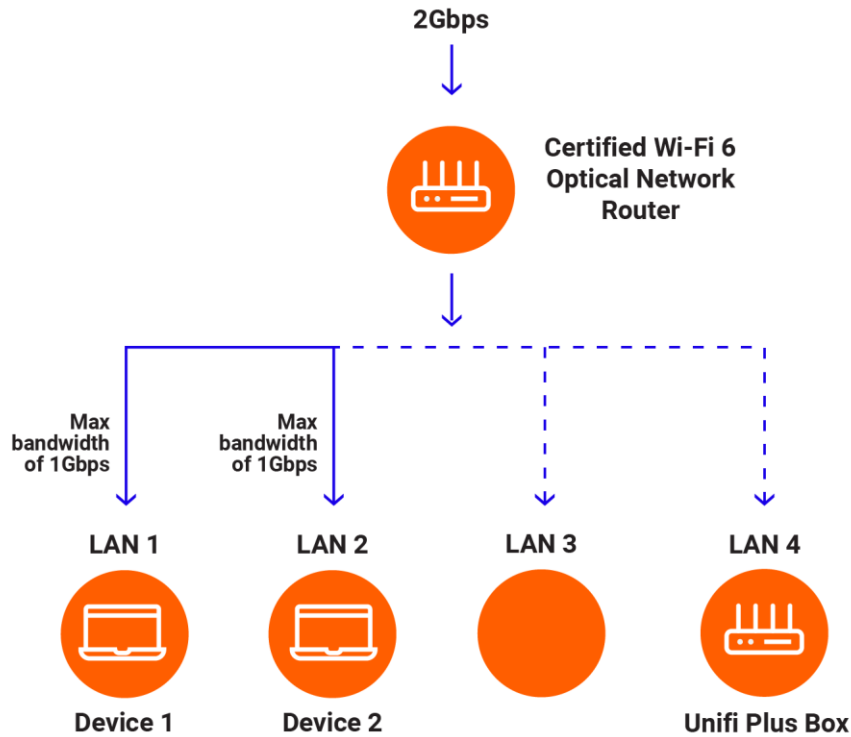 2Gbps
Certified Wi-Fi 6
Optical Network
Router
Max
bandwidth
of 1Gbps
Max
bandwidth
of 1Gbps
LAN 1
LAN 2
LAN 3
LAN 4
Device 1
Device 2
Unifi Plus Box